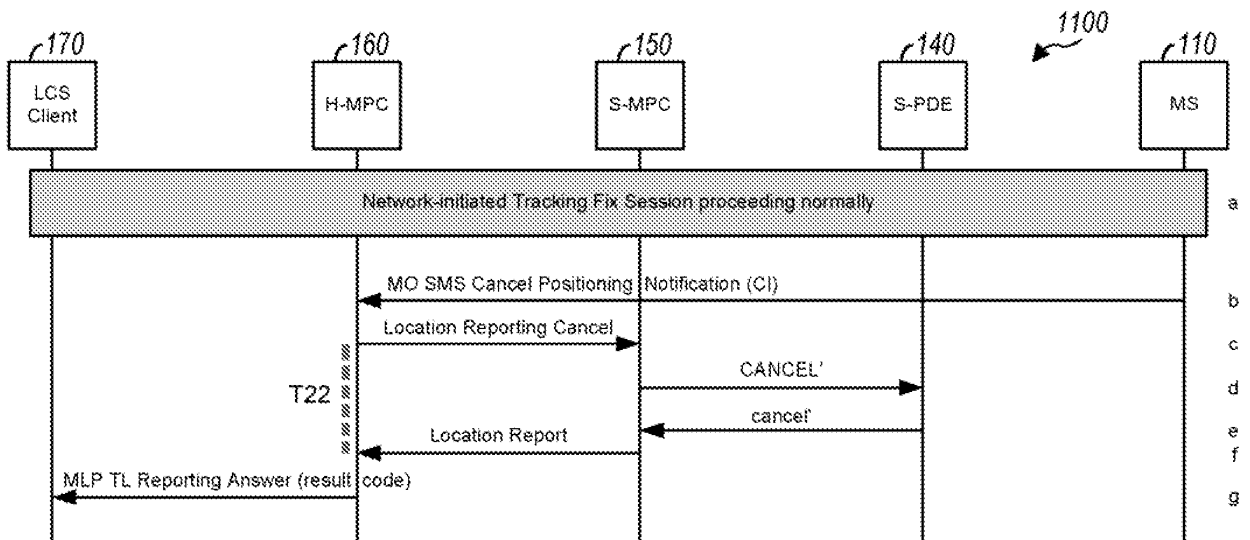 1100
170
160
150
140
110
LCS
Client
H-MPC
S-MPC
S-PDE
MS
Network-initiated Tracking Fix Session proceeding normally
a
MO SMS Cancel Positioning Notification (CI)
b
Location Reporting Cancel
c
T22
CANCEL'
d
cancel'
e
Location Report
f
MLP TL Reporting Answer (result code)
g